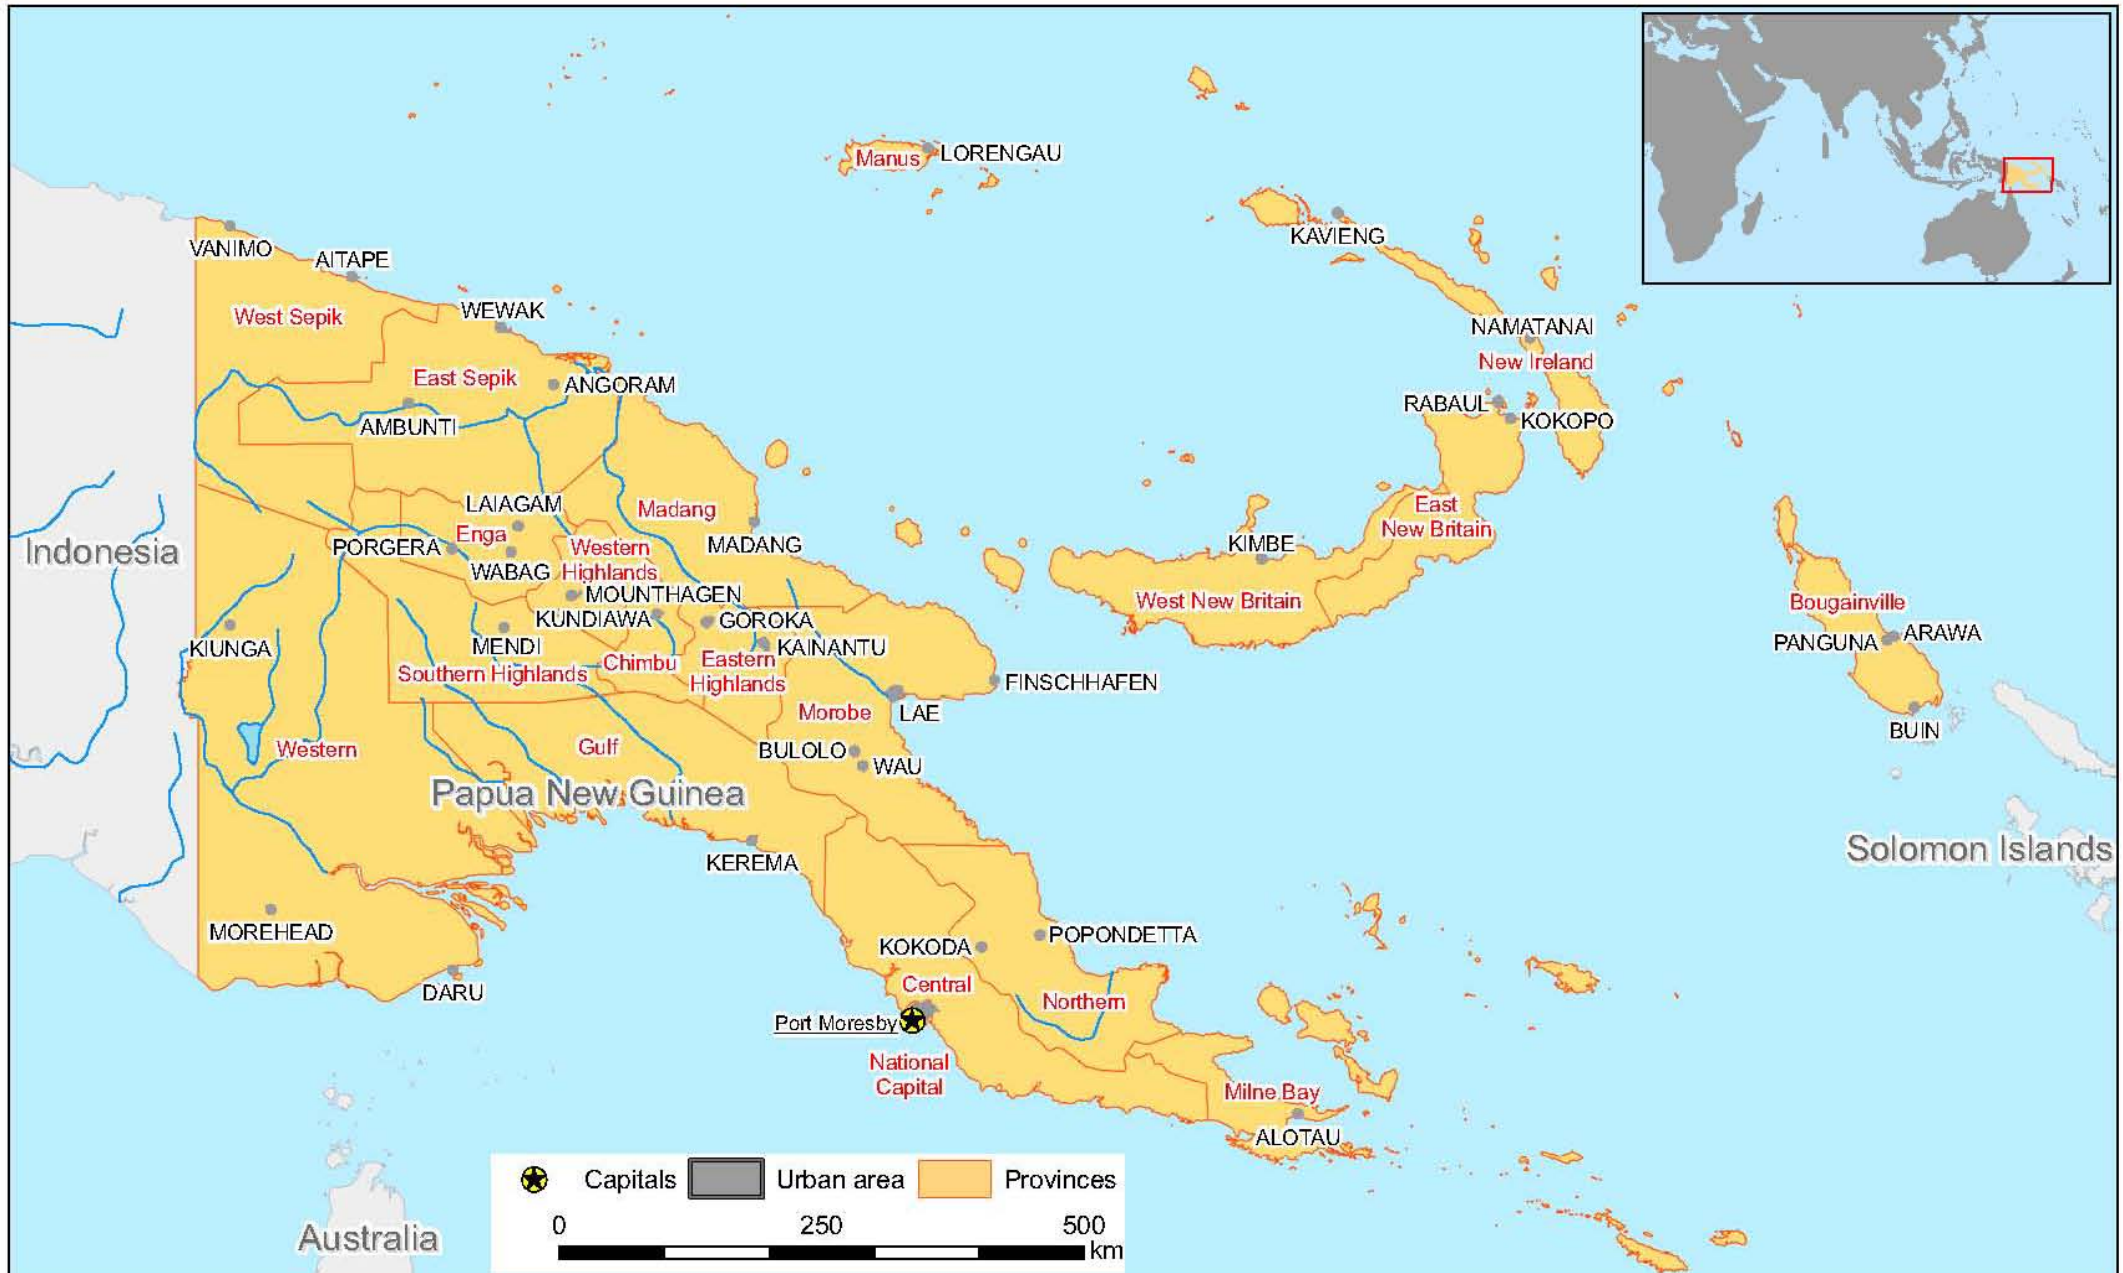 Manus
LORENGAU
KAVIENG
VANIMO
AITAPE
WEWAK
West Sepik
NAMATANAI
New Ireland
East Sepik
ANGORAM
RABAUL
KOKOPO
AMBUNTI
LAIAGAM
Madang
Enga
East
New Britain
Indonesia
PORGERA
WABAG
Western
Highlands
MADANG
KIMBE
MOUNTHAGEN
West New Britain
Bougainville
KUNDIAWA
GOROKA
ARAWA
PANGUNA
KIUNGA
MENDI
KAINANTU
Southern Highlands
Chimbu
Eastern
Highlands
FINSCHHAFEN
Morobe
LAE
BUIN
Western
Gulf
BULOLO
WAU
Papua New Guinea
Solomon Islands
KEREMA
MOREHEAD
KOKODA
POPONDETTA
DARU
Central
Northern
Port Moresby
National
Capital
Milne Bay
ALOTAU
Capitals
Urban area
Provinces
0
250
500
km
Australia